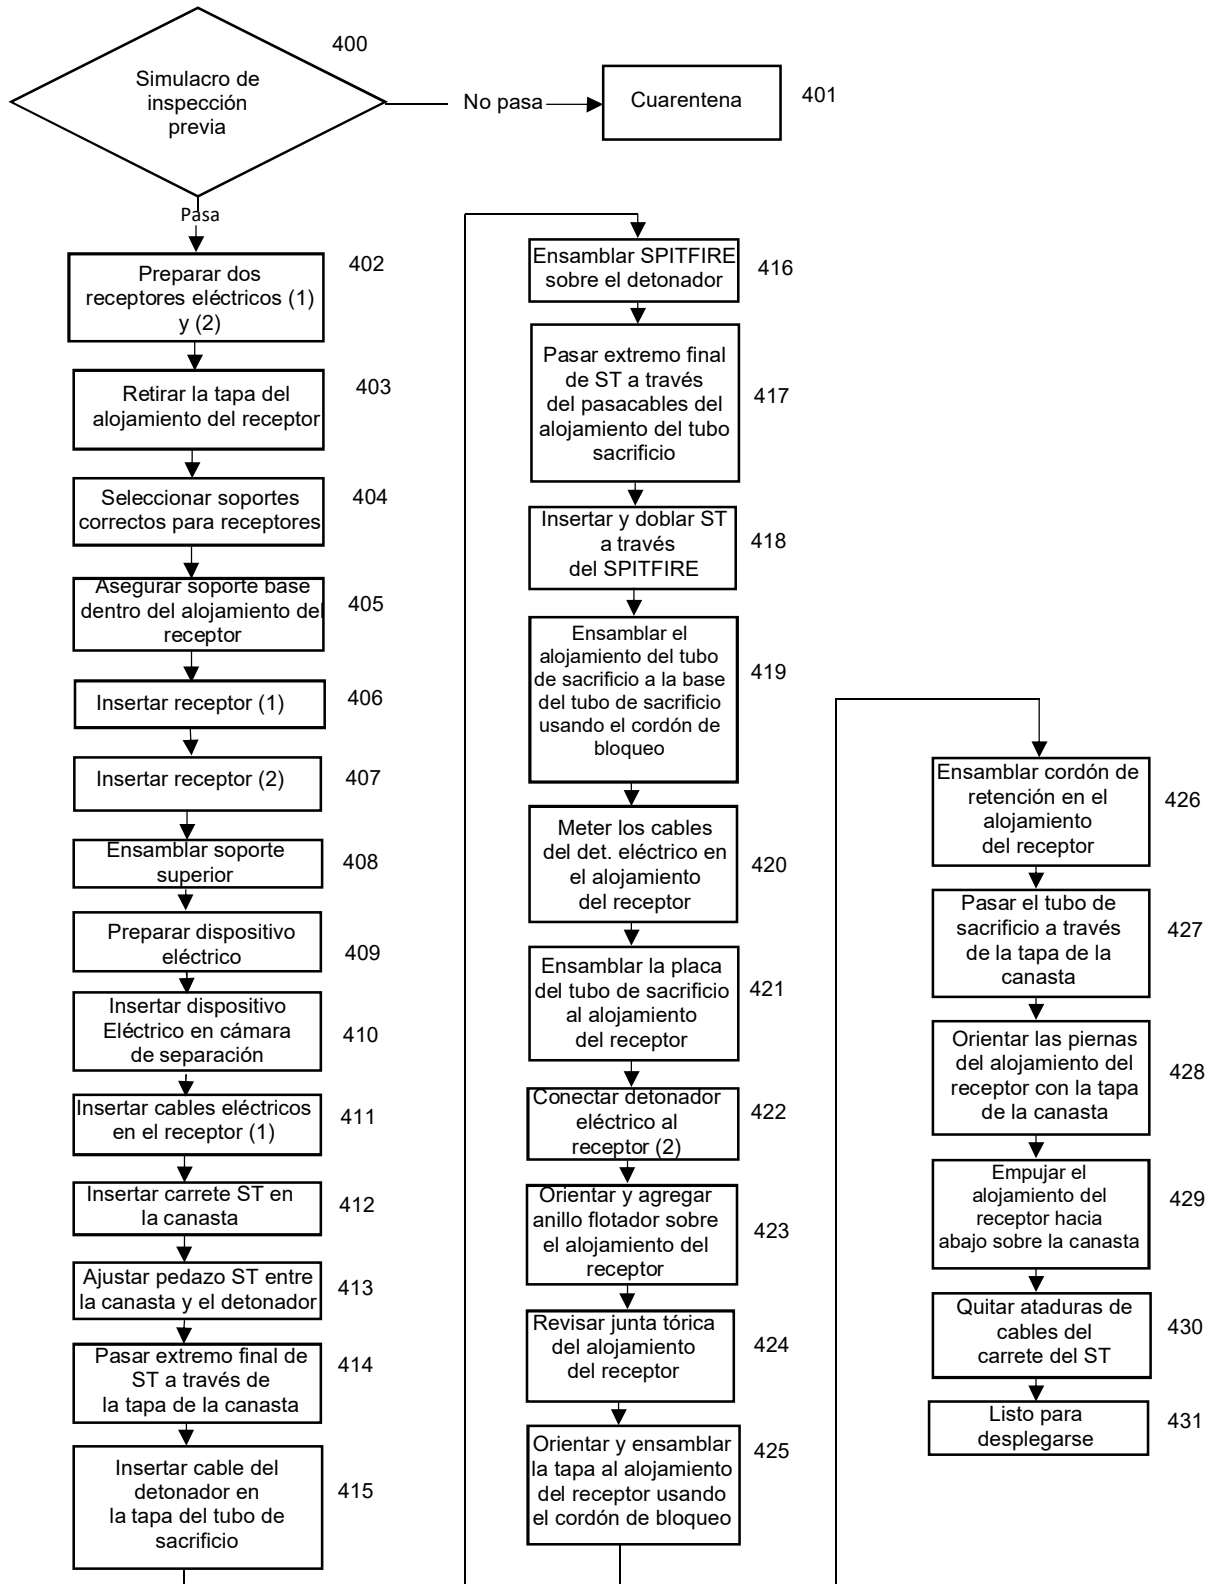 400
Simulacro de
inspección
previa
No pasa
Cuarentena
401
Pasa
402
Preparar dos
receptores eléctricos (1)
y (2)
403
Retirar la tapa del
alojamiento del receptor
404
Seleccionar soportes
correctos para receptores
405
Asegurar soporte base
dentro del alojamiento del
receptor
406
Insertar receptor (1)
407
Insertar receptor (2)
408
Ensamblar soporte
superior
409
Preparar dispositivo
eléctrico
410
Insertar dispositivo
Eléctrico en cámara
de separación
411
Insertar cables eléctricos
en el receptor (1)
412
Insertar carrete ST en
la canasta
413
Ajustar pedazo ST entre
la canasta y el detonador
414
Pasar extremo final de
ST a través de
la tapa de la canasta
415
Insertar cable del
detonador en
la tapa del tubo de
sacrificio
416
Ensamblar SPITFIRE
sobre el detonador
417
Pasar extremo final
de ST a través
del pasacables del
alojamiento del tubo
sacrificio
418
Insertar y doblar ST
a través
del SPITFIRE
419
Ensamblar el
alojamiento del tubo
de sacrificio a la base
del tubo de sacrificio
usando el cordón de
bloqueo
420
Meter los cables
del det. eléctrico en
el alojamiento
del receptor
421
Ensamblar la placa
del tubo de sacrificio
al alojamiento
del receptor
422
Conectar detonador
eléctrico al
receptor (2)
423
Orientar y agregar
anillo flotador sobre
el alojamiento del
receptor
424
Revisar junta tórica
del alojamiento
del receptor
425
Orientar y ensamblar
la tapa al alojamiento
del receptor usando
el cordón de bloqueo
426
Ensamblar cordón de
retención en el
alojamiento
del receptor
427
Pasar el tubo de
sacrificio a través
de la tapa de la
canasta
428
Orientar las piernas
del alojamiento del
receptor con la tapa
de la canasta
429
Empujar el
alojamiento del
receptor hacia
abajo sobre la canasta
430
Quitar ataduras de
cables del
carrete del ST
431
Listo para
desplegarse